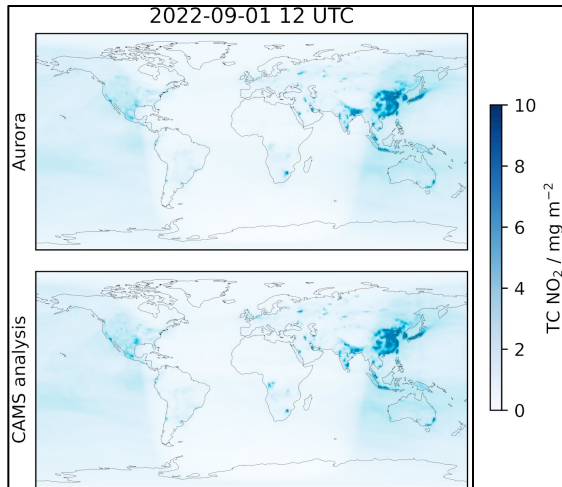 2022-09-01 12 UTC
Aurora
CAMS analysis
10
8
6
4
2
0
TC NO₂ / mg m⁻²